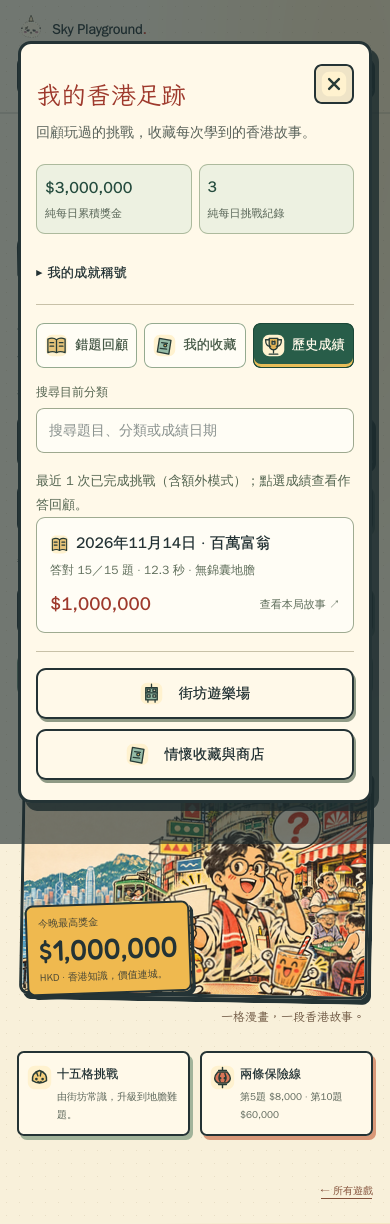 Sky Playground.
我的香港足跡
回顧玩過的挑戰，收藏每次學到的香港故事。
$3,000,000
純每日累積獎金
3
純每日挑戰紀錄
▸ 我的成就稱號
錯題回顧
我的收藏
歷史成績
搜尋目前分類
搜尋題目、分類或成績日期
最近 1 次已完成挑戰（含額外模式）；點選成績查看作
答回顧。
2026年11月14日 · 百萬富翁
答對 15／15 題 · 12.3 秒 · 無錦囊地膽
$1,000,000
查看本局故事 ↗
街坊遊樂場
情懷收藏與商店
?
今晚最高獎金
$1,000,000
HKD · 香港知識，價值連城。
一格漫畫，一段香港故事。
十五格挑戰
由街坊常識，升級到地膽難
題。
兩條保險線
第5題 $8,000 · 第10題
$60,000
← 所有遊戲